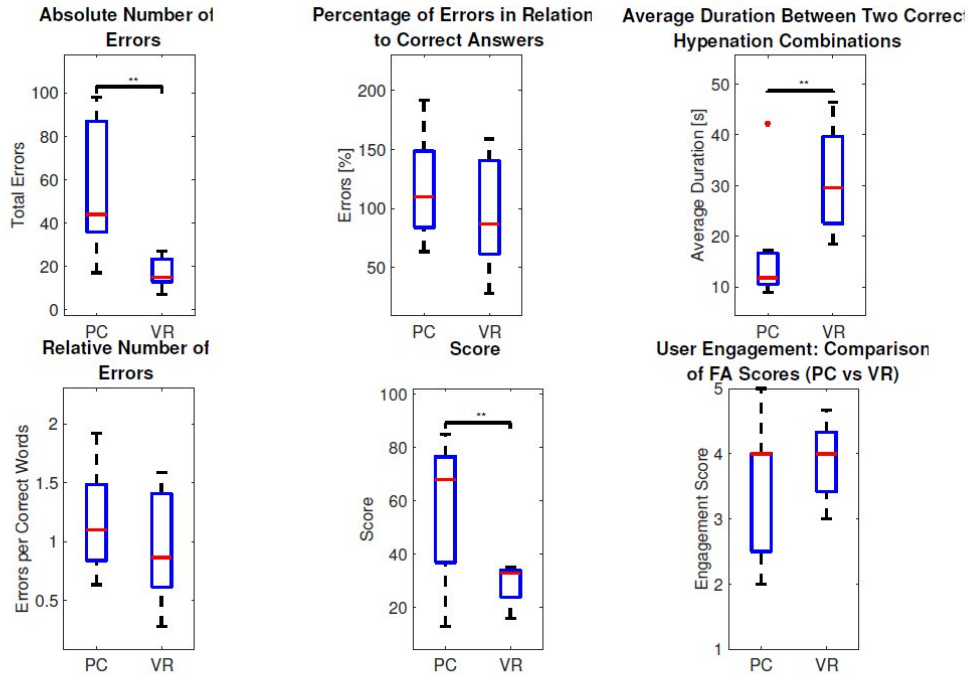 Absolute Number of
Errors
**
Total Errors
100
80
60
40
20
0
PC VR
Percentage of Errors in Relation
to Correct Answers
Errors [%]
200
150
100
50
PC VR
Average Duration Between Two Correct
Hypenation Combinations
**
Average Duration [s]
50
40
30
20
10
PC VR
Relative Number of
Errors
Errors per Correct Words
2
1.5
1
0.5
PC VR
Score
**
Score
100
80
60
40
20
PC VR
User Engagement: Comparison
of FA Scores (PC vs VR)
Engagement Score
5
4
3
2
1
PC VR